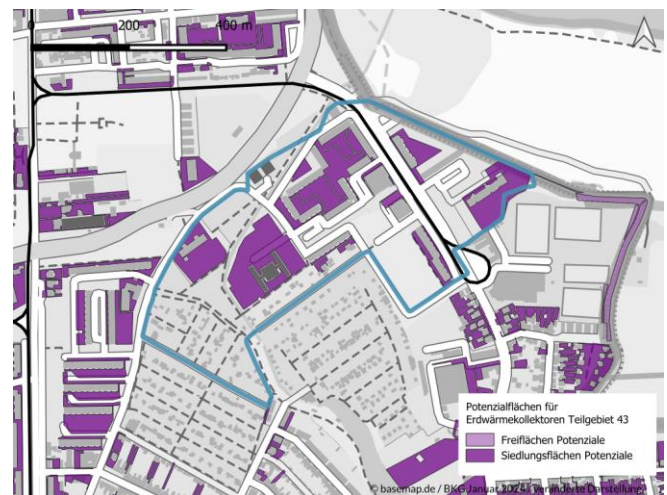 0 200 400 m
Potenzialflächen für
Erdwärmekollektoren Teilgebiet 43
Freiflächen Potenziale
Siedlungsflächen Potenziale
© basemap.de / BKG Januar 2024 / Veränderte Darstellung